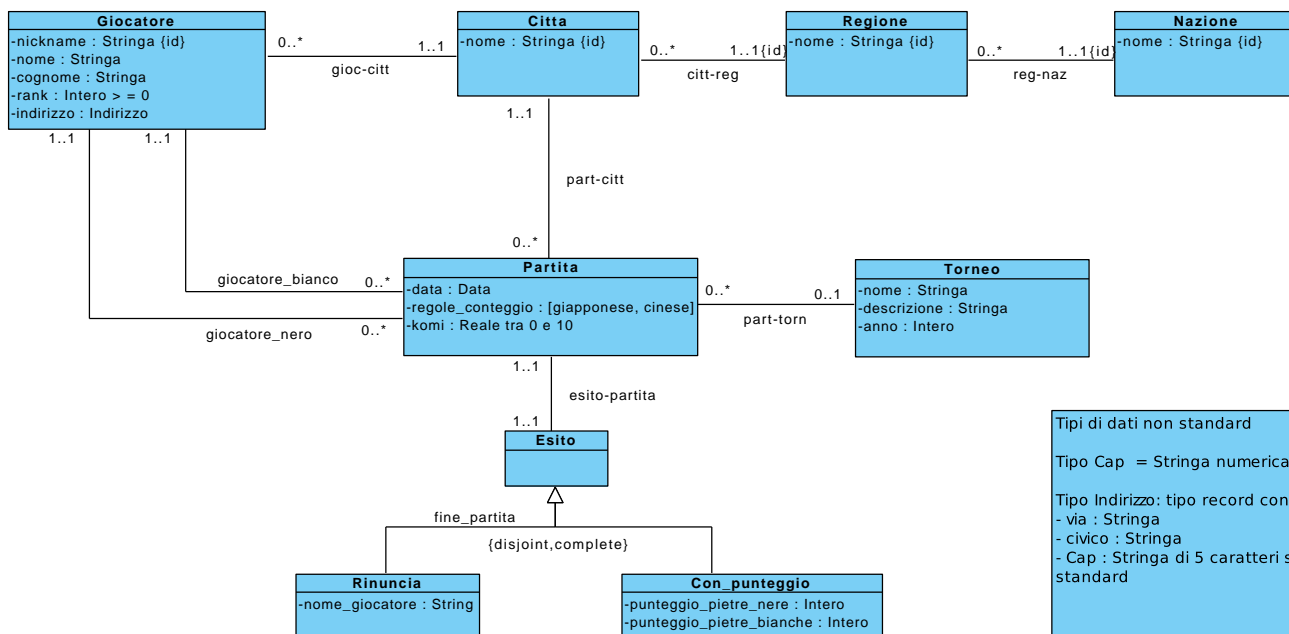 Giocatore
-nickname : Stringa {id}
-nome : Stringa
-cognome : Stringa
-rank : Intero > = 0
-indirizzo : Indirizzo
0..*
1..1
gioc-citt
Citta
-nome : Stringa {id}
0..*
1..1{id}
citt-reg
Regione
-nome : Stringa {id}
0..*
1..1{id}
reg-naz
Nazione
-nome : Stringa {id}
1..1
1..1
1..1
part-citt
0..*
giocatore_bianco
0..*
giocatore_nero
0..*
Partita
-data : Data
-regole_conteggio : [giapponese, cinese]
-komi : Reale tra 0 e 10
0..*
0..1
part-torn
Torneo
-nome : Stringa
-descrizione : Stringa
-anno : Intero
1..1
esito-partita
1..1
Esito
fine_partita
{disjoint,complete}
Rinuncia
-nome_giocatore : String
Con_punteggio
-punteggio_pietre_nere : Intero
-punteggio_pietre_bianche : Intero
Tipi di dati non standard
Tipo Cap = Stringa numerica
Tipo Indirizzo: tipo record con
- via : Stringa
- civico : Stringa
- Cap : Stringa di 5 caratteri s
standard